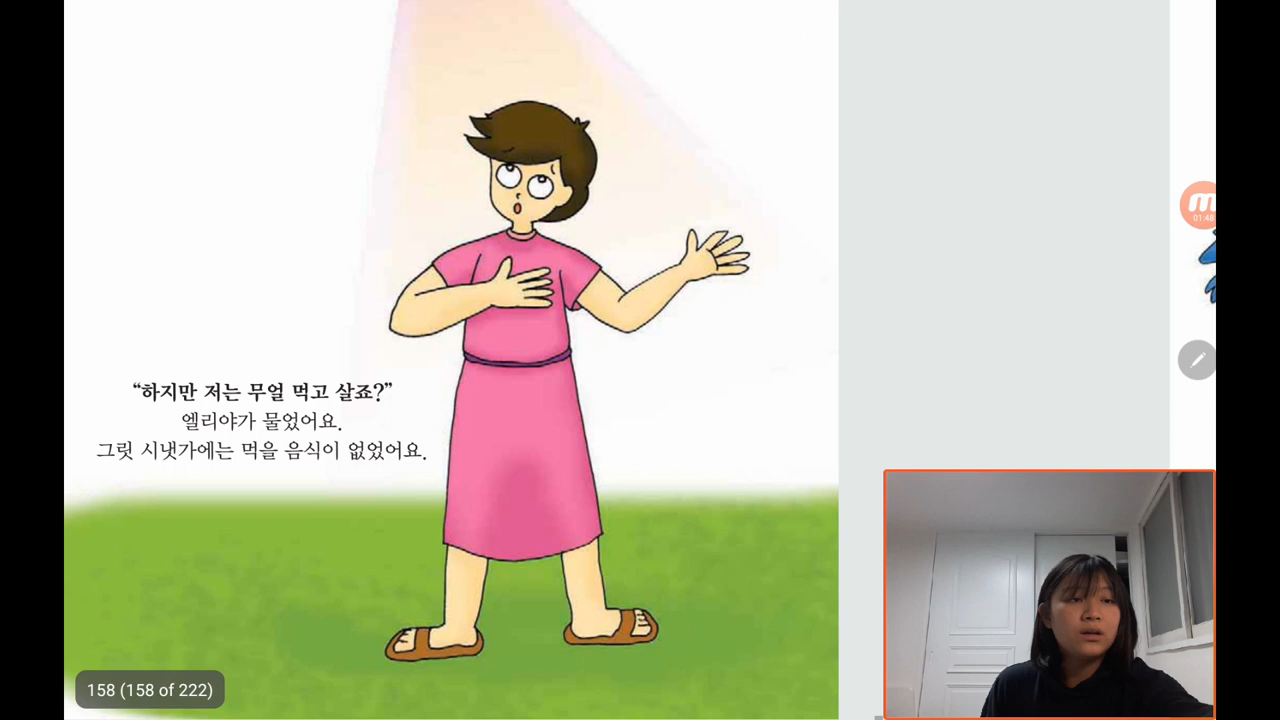 “하지만 저는 무얼 먹고 살죠?”
엘리야가 물었어요.
그릿 시냇가에는 먹을 음식이 없었어요.
158 (158 of 222)
m
01:48